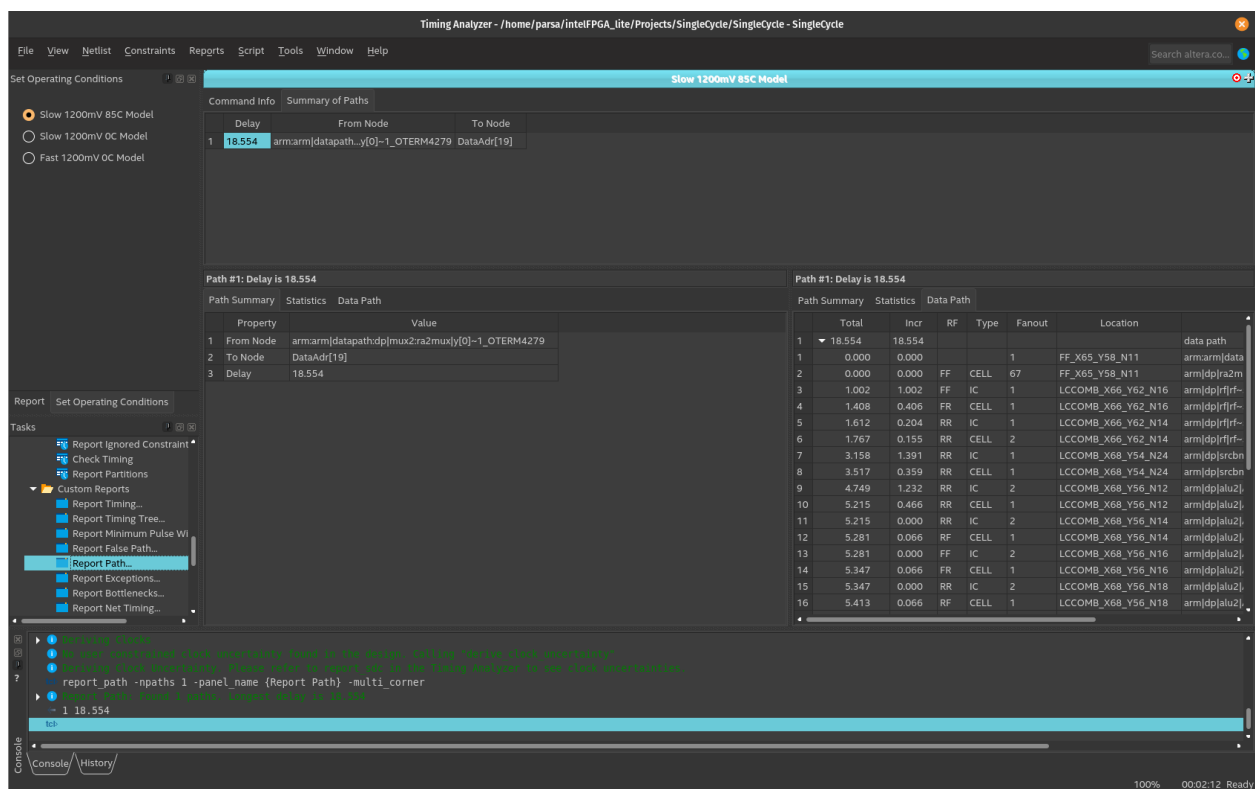 Timing Analyzer - /home/parsa/intelFPGA_lite/Projects/SingleCycle/SingleCycle - SingleCycle
File View Netlist Constraints Reports Script Tools Window Help
Search altera.co...
Set Operating Conditions
Slow 1200mV 85C Model
Slow 1200mV 0C Model
Fast 1200mV 0C Model
Report Set Operating Conditions
Tasks
Report Ignored Constraint
Check Timing
Report Partitions
Custom Reports
Report Timing...
Report Timing Tree...
Report Minimum Pulse Wi
Report False Path...
Report Path...
Report Exceptions...
Report Bottlenecks...
Report Net Timing...
Slow 1200mV 85C Model
Command Info Summary of Paths
Delay From Node To Node
1 18.554 arm:arm|datapath...y[0]~1_OTERM4279 DataAdr[19]
Path #1: Delay is 18.554
Path Summary Statistics Data Path
Property Value
1 From Node arm:arm|datapath:dp|mux2:ra2mux|y[0]~1_OTERM4279
2 To Node DataAdr[19]
3 Delay 18.554
Path #1: Delay is 18.554
Path Summary Statistics Data Path
Total Incr RF Type Fanout Location
1 18.554 18.554 data path
1 0.000 0.000 1 FF_X65_Y58_N11 arm:arm|data
2 0.000 0.000 FF CELL 67 FF_X65_Y58_N11 arm|dp|ra2m
3 1.002 1.002 FF IC 1 LCCOMB_X66_Y62_N16 arm|dp|rf|rf~
4 1.408 0.406 FR CELL 1 LCCOMB_X66_Y62_N16 arm|dp|rf|rf~
5 1.612 0.204 RR IC 1 LCCOMB_X66_Y62_N14 arm|dp|rf|rf~
6 1.767 0.155 RR CELL 2 LCCOMB_X66_Y62_N14 arm|dp|rf|rf~
7 3.158 1.391 RR IC 1 LCCOMB_X68_Y54_N24 arm|dp|srcbn
8 3.517 0.359 RR CELL 1 LCCOMB_X68_Y54_N24 arm|dp|srcbn
9 4.749 1.232 RR IC 2 LCCOMB_X68_Y56_N12 arm|dp|alu2|
10 5.215 0.466 RR CELL 1 LCCOMB_X68_Y56_N12 arm|dp|alu2|
11 5.215 0.000 RR IC 2 LCCOMB_X68_Y56_N14 arm|dp|alu2|
12 5.281 0.066 RF CELL 1 LCCOMB_X68_Y56_N14 arm|dp|alu2|
13 5.281 0.000 FF IC 2 LCCOMB_X68_Y56_N16 arm|dp|alu2|
14 5.347 0.066 FR CELL 1 LCCOMB_X68_Y56_N16 arm|dp|alu2|
15 5.347 0.000 RR IC 2 LCCOMB_X68_Y56_N18 arm|dp|alu2|
16 5.413 0.066 RF CELL 1 LCCOMB_X68_Y56_N18 arm|dp|alu2|
Deriving Clocks
No user constrained clock uncertainty found in the design. Calling "derive_clock_uncertainty"
Deriving Clock Uncertainty. Please refer to report_sdc in the Timing Analyzer to see clock uncertainties.
report_path -npaths 1 -panel_name {Report Path} -multi_corner
Report Path: Found 1 paths. Longest delay is 18.554
1 18.554
tcl>
Console
Console History
100% 00:02:12 Ready